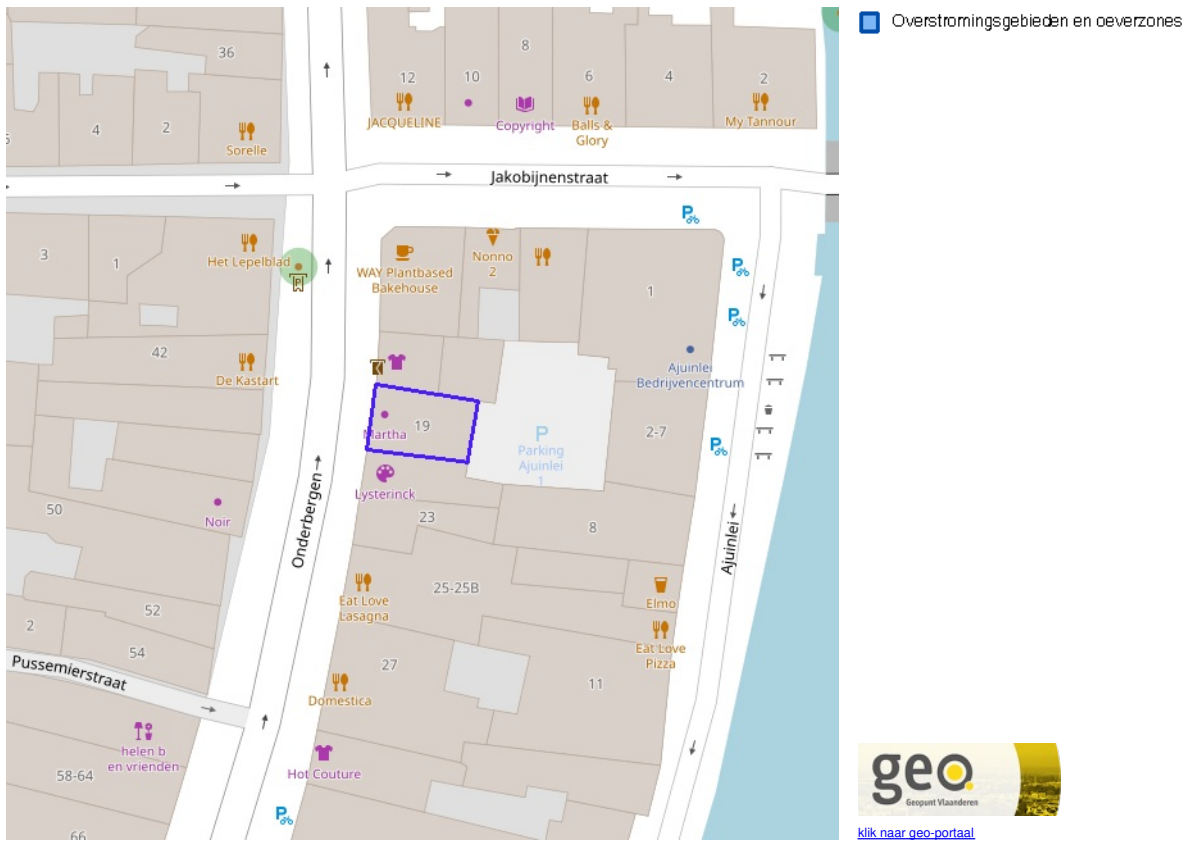 36
4
2
Sorelle
12
JACQUELINE
10
8
Copyright
6
Balls &
Glory
4
2
My Tannour
Overstromingsgebieden en oeverzones
Jakobijnenstraat
3
1
Het Lepelblad
WAY Plantbased
Bakehouse
Nonno
2
1
42
De Kastart
Ajuinlei
Bedrijvencentrum
Martha
19
P
Parking
Ajuinlei
1
2-7
Lysterinck
23
8
50
Noir
Onderbergen
Ajuinlei
25-25B
Eat Love
Lasagna
Elmo
52
2
54
Eat Love
Pizza
Pussemierstraat
27
11
Domestica
helen b
en vrienden
58-64
Hot Couture
66
geo
Geopunt Vlaanderen
klik naar geo-portaal